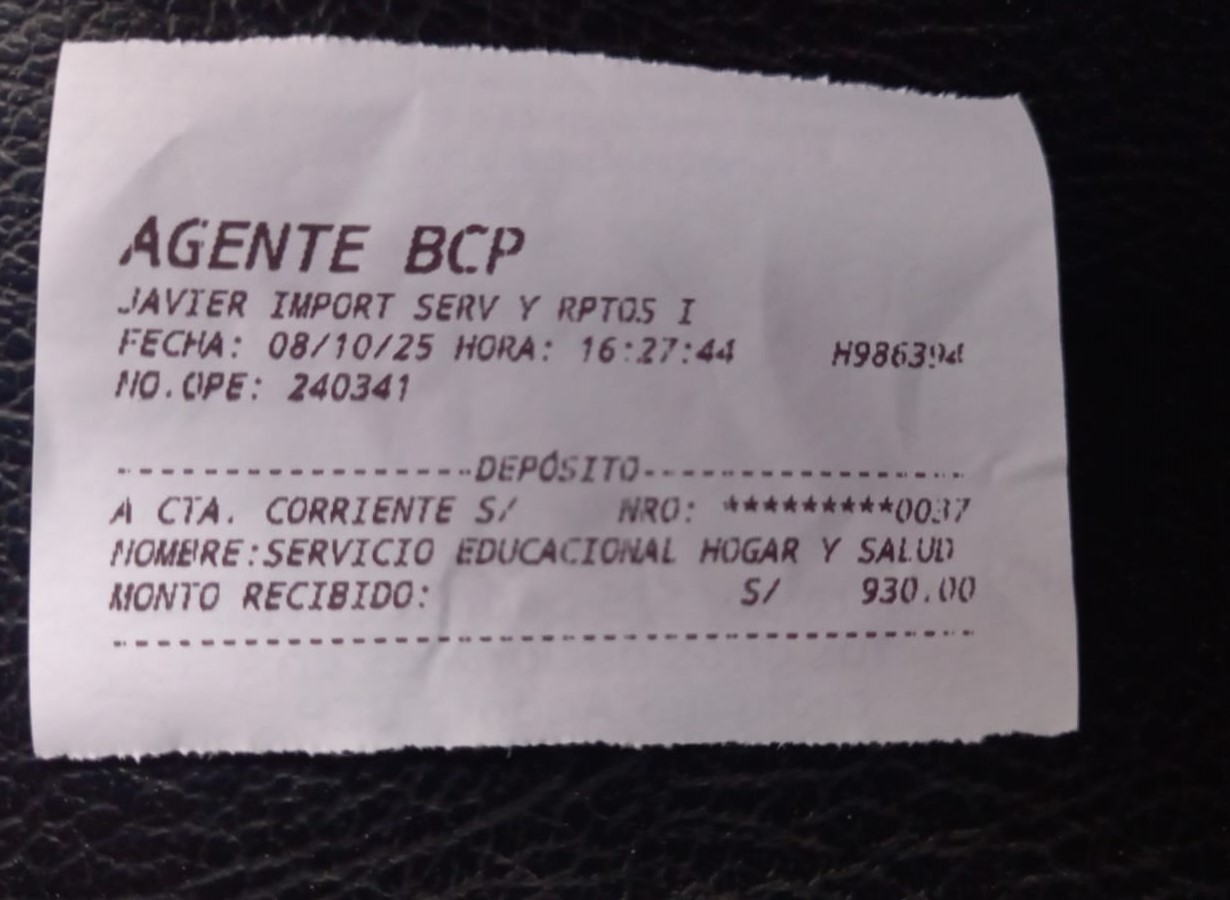 AGENTE BCP
JAVIER IMPORT SERV Y RPTOS I
FECHA: 08/10/25 HORA: 16:27:44
NO.OPE: 240341
------------------DEPÓSITO------------------
A CTA. CORRIENTE S/ NRO: *********0037
NOMBRE:SERVICIO EDUCACIONAL HOGAR Y SALUD
MONTO RECIBIDO: S/ 930.00